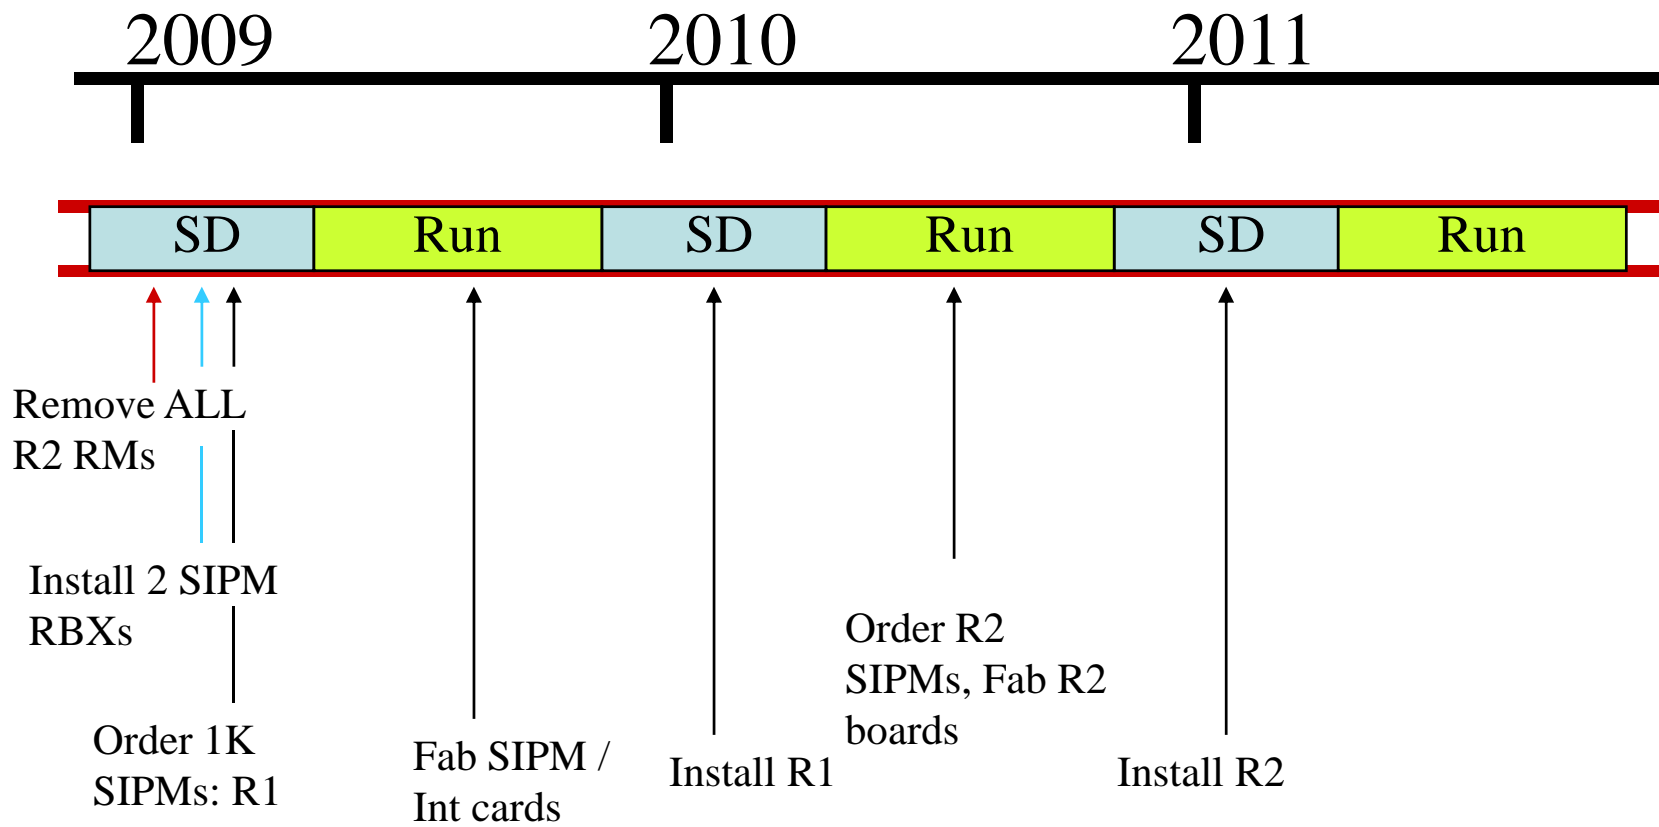 2009 2010 2011
SD Run SD Run SD Run
Remove ALL
R2 RMs
Install 2 SIPM
RBXs
Order 1K
SIPMs: R1
Fab SIPM /
Int cards
Install R1
Order R2
SIPMs, Fab R2
boards
Install R2